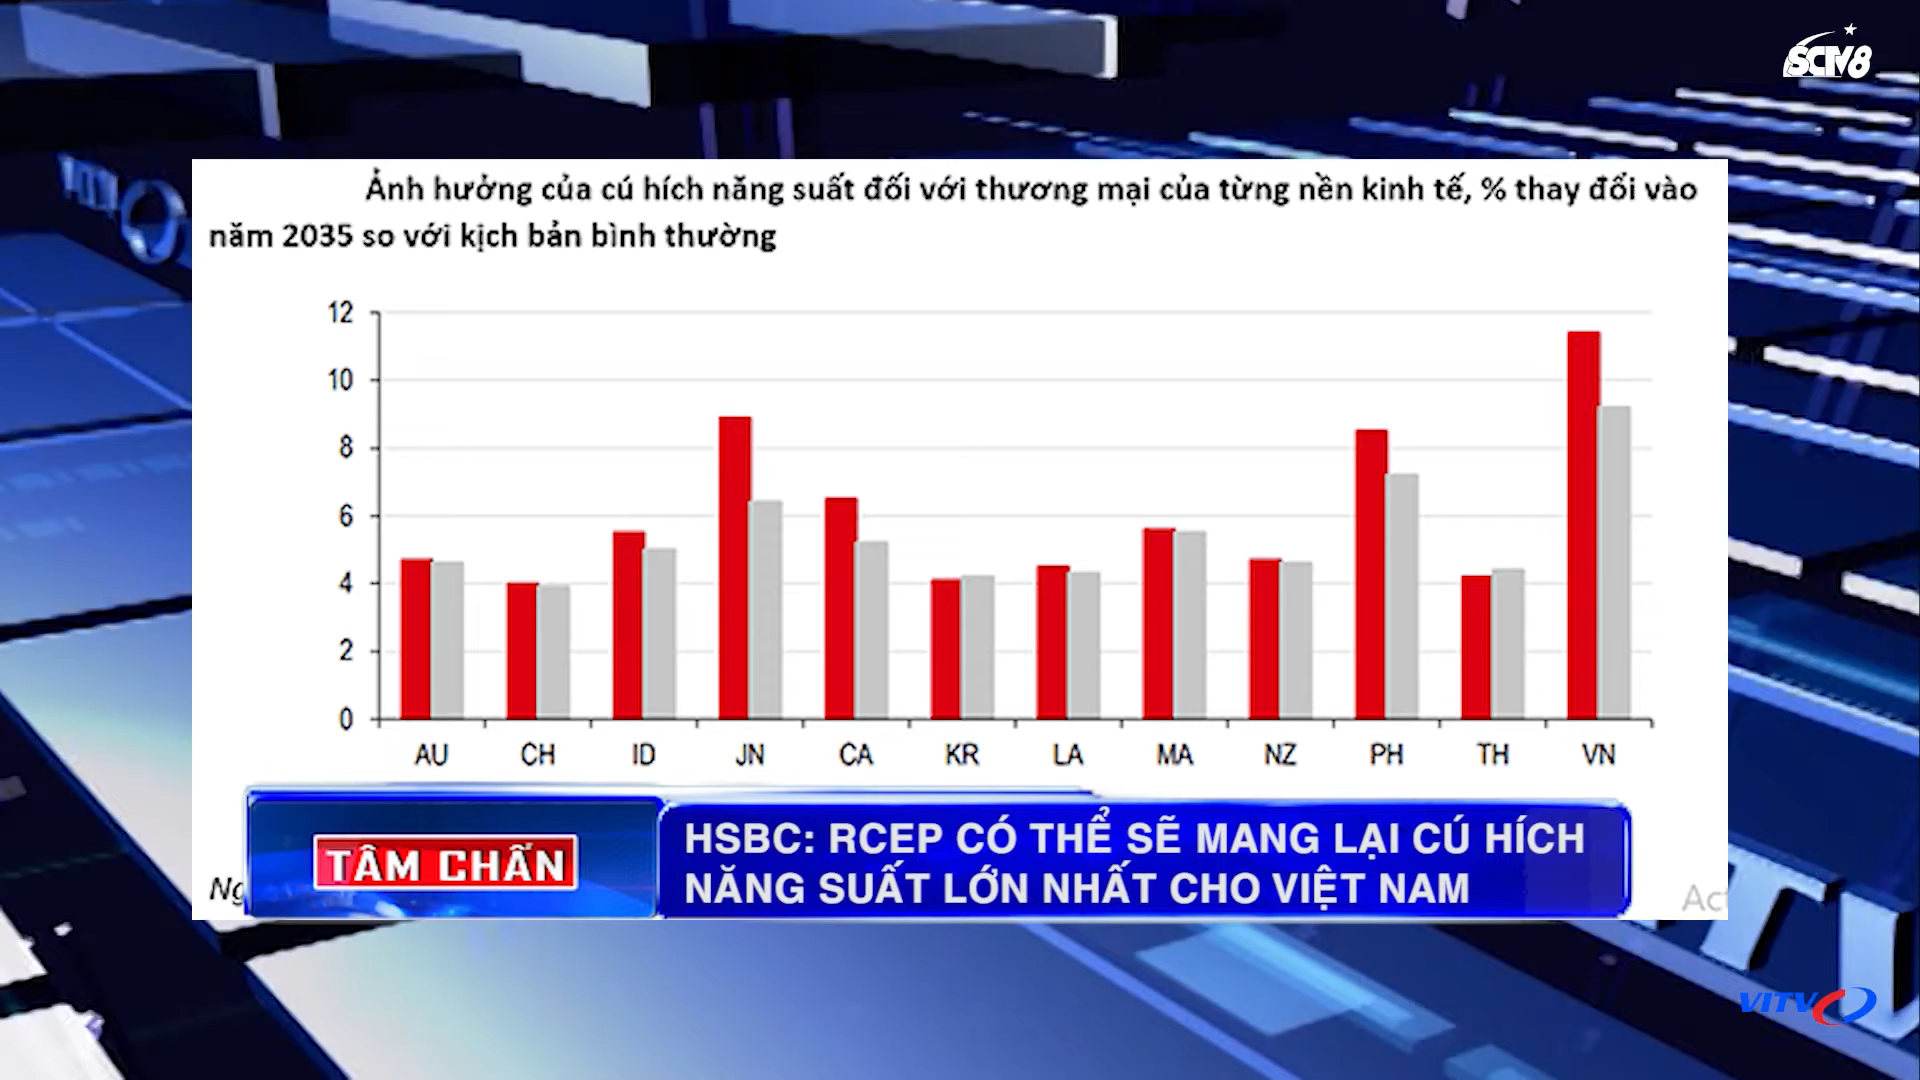 SCTV8
Ảnh hưởng của cú hích năng suất đối với thương mại của từng nền kinh tế, % thay đổi vào
năm 2035 so với kịch bản bình thường
12
10
8
6
4
2
0
AU CH ID JN CA KR LA MA NZ PH TH VN
TÂM CHẤN
HSBC: RCEP CÓ THỂ SẼ MANG LẠI CÚ HÍCH
NĂNG SUẤT LỚN NHẤT CHO VIỆT NAM
VITV